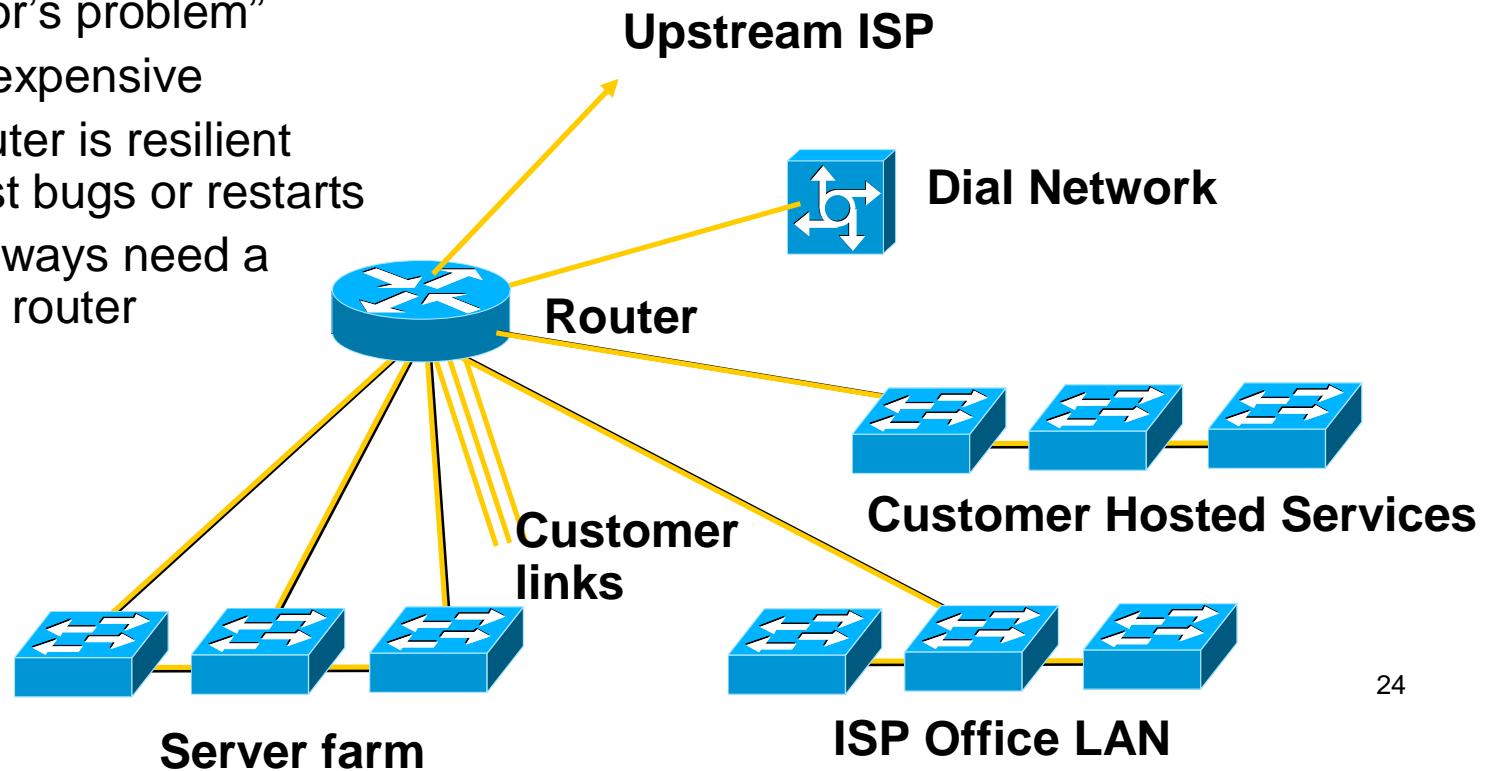 or's problem”
expensive
uter is resilient
st bugs or restarts
ways need a
router
Upstream ISP
Dial Network
Router
Customer Hosted Services
Customer
links
ISP Office LAN
Server farm
24